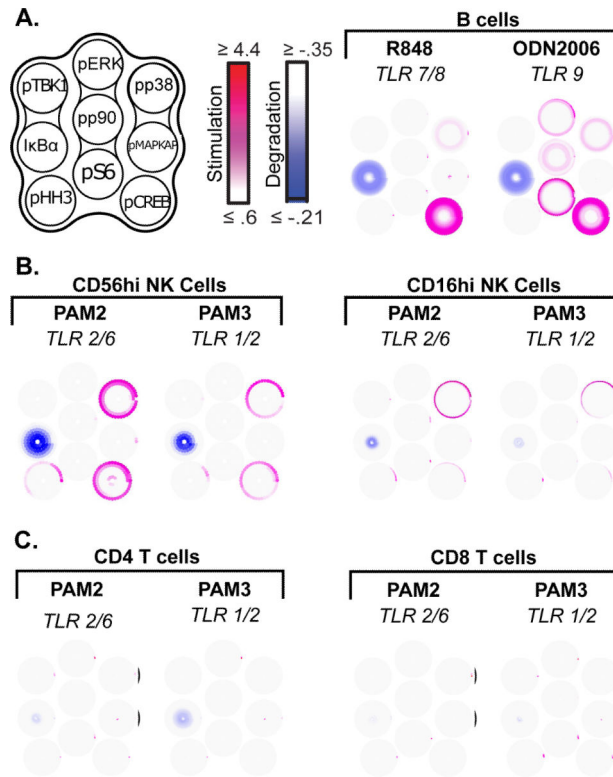 A.
pERK
pTBK1
pp38
pp90
IκBα
pMAPKAP
pS6
pHH3
pCREB
≥ 4.4
Stimulation
≤ .6
≥ -.35
Degradation
≤ -.21
B cells
R848
ODN2006
TLR 7/8
TLR 9
B.
CD56hi NK Cells
CD16hi NK Cells
PAM2
PAM3
PAM2
PAM3
TLR 2/6
TLR 1/2
TLR 2/6
TLR 1/2
C.
CD4 T cells
CD8 T cells
PAM2
PAM3
PAM2
PAM3
TLR 2/6
TLR 1/2
TLR 2/6
TLR 1/2